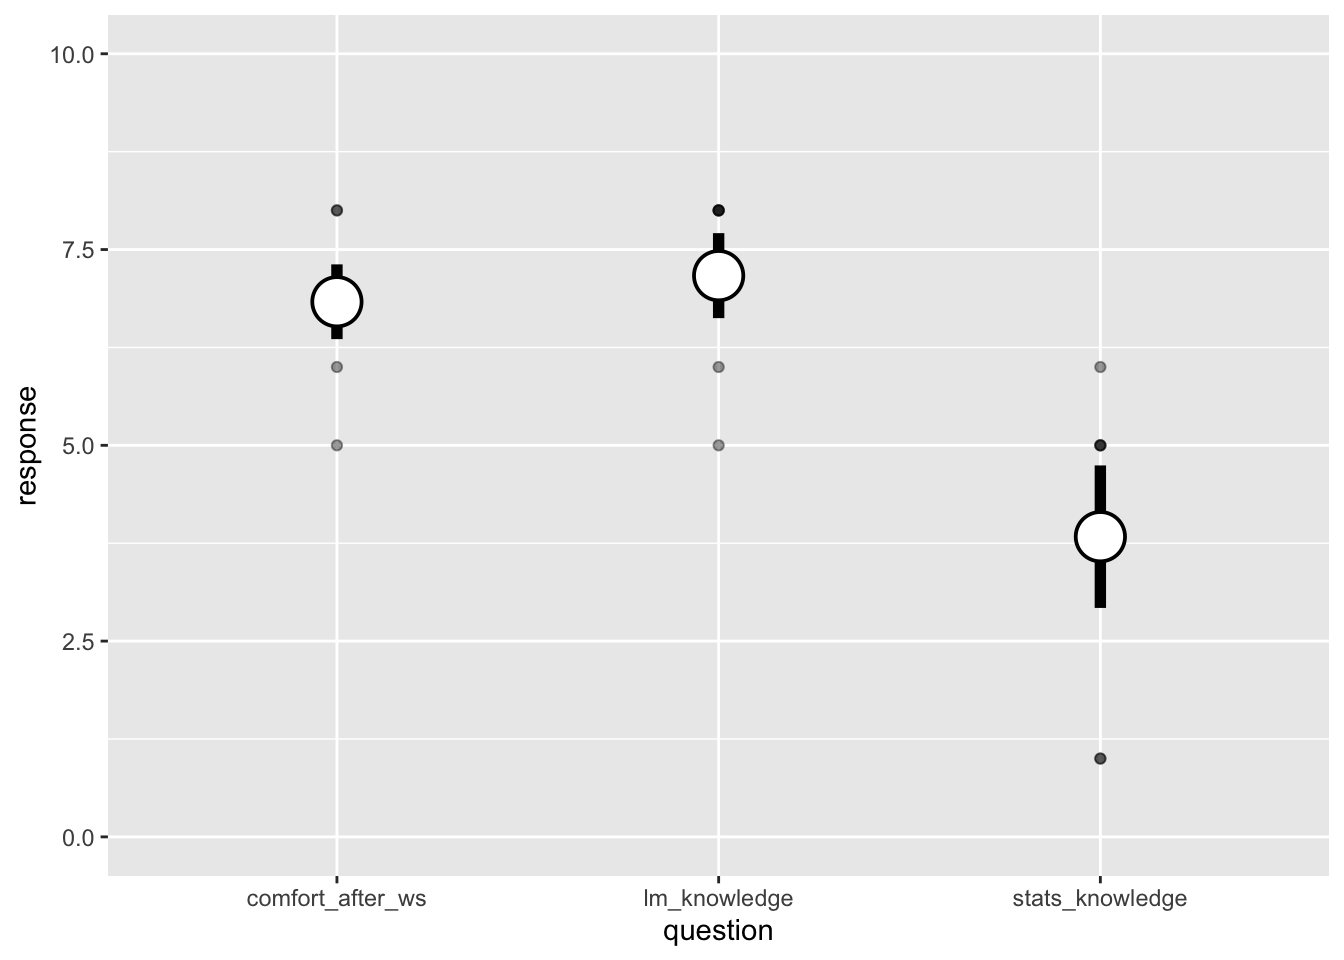 response
10.0
7.5
5.0
2.5
0.0
comfort_after_ws
lm_knowledge
stats_knowledge
question